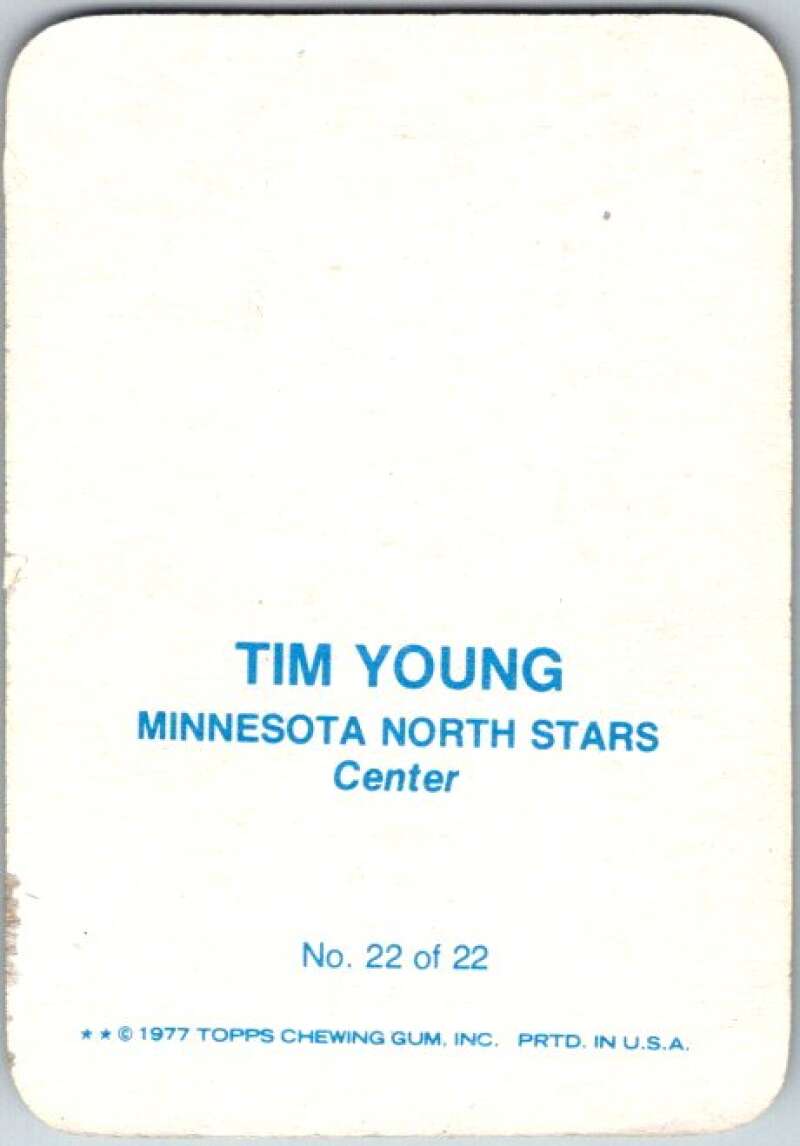 TIM YOUNG
MINNESOTA NORTH STARS
Center
No. 22 of 22
★ ★ © 1977 TOPPS CHEWING GUM, INC. PRTD. IN U.S.A.